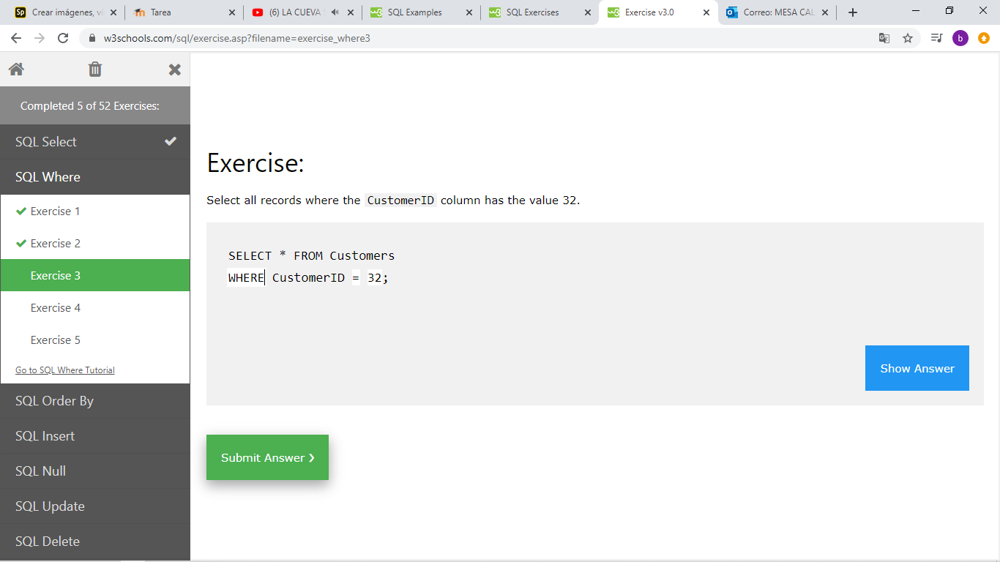 Crear imágenes, ví
Tarea
(6) LA CUEVA
SQL Examples
SQL Exercises
Exercise v3.0
Correo: MESA CAL
w3schools.com/sql/exercise.asp?filename=exercise_where3
b
Completed 5 of 52 Exercises:
SQL Select
SQL Where
Exercise 1
Exercise 2
Exercise 3
Exercise 4
Exercise 5
Go to SQL Where Tutorial
SQL Order By
SQL Insert
SQL Null
SQL Update
SQL Delete
Exercise:
Select all records where the CustomerID column has the value 32.
SELECT * FROM Customers
WHERE CustomerID = 32;
Show Answer
Submit Answer ❯